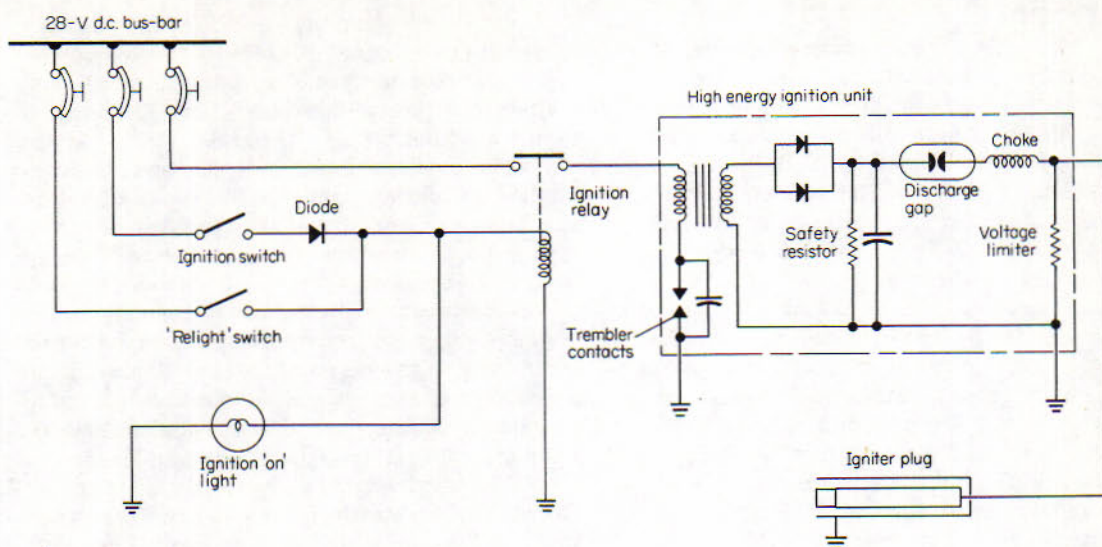 28-V d.c. bus-bar
High energy ignition unit
Choke
Ignition
relay
Discharge
gap
Diode
Safety
resistor
Voltage
limiter
Ignition switch
'Relight' switch
Trembler
contacts
Ignition 'on'
light
Igniter plug